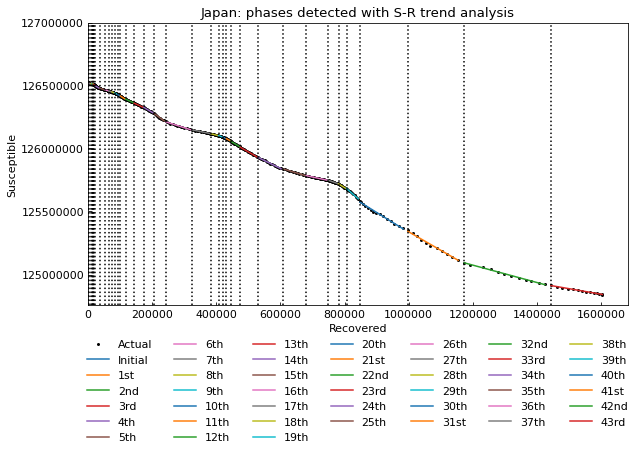 Japan: phases detected with S-R trend analysis
127000000
126500000
126000000
125500000
125000000
Susceptible
0 200000 400000 600000 800000 1000000 1200000 1400000 1600000
Recovered
Actual 6th 13th 20th 26th 32nd 38th
Initial 7th 14th 21st 27th 33rd 39th
1st 8th 15th 22nd 28th 34th 40th
2nd 9th 16th 23rd 29th 35th 41st
3rd 10th 17th 24th 30th 36th 42nd
4th 11th 18th 25th 31st 37th 43rd
5th 12th 19th